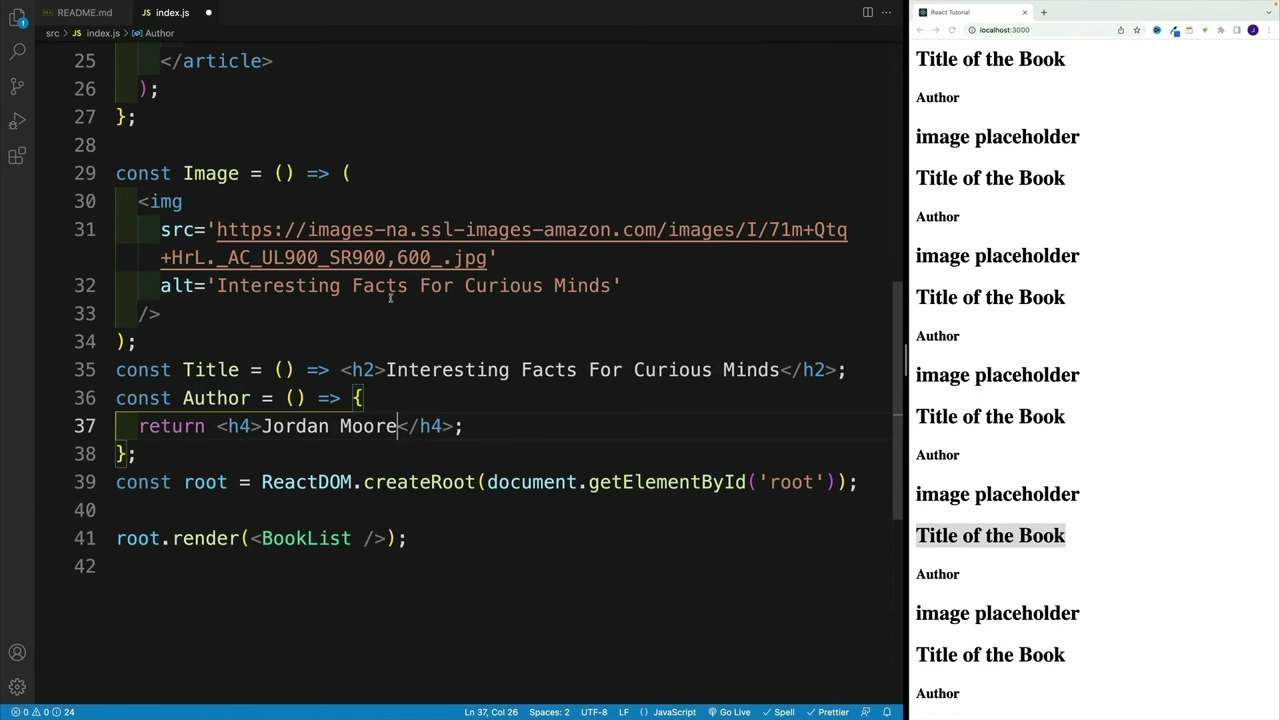 README.md
index.js
src > index.js > Author
25 </article>
26 );
27 };
28
29 const Image = () => (
30 <img
31 src='https://images-na.ssl-images-amazon.com/images/I/71m+Qtq
+HrL._AC_UL900_SR900,600_.jpg'
32 alt='Interesting Facts For Curious Minds'
33 />
34 );
35 const Title = () => <h2>Interesting Facts For Curious Minds</h2>;
36 const Author = () => {
37 return <h4>Jordan Moore</h4>;
38 };
39 const root = ReactDOM.createRoot(document.getElementById('root'));
40
41 root.render(<BookList />);
42
1
0 0 24
Ln 37, Col 26 Spaces: 2 UTF-8 LF {} JavaScript Go Live Spell Prettier
React Tutorial
localhost:3000
J
Title of the Book
Author
image placeholder
Title of the Book
Author
image placeholder
Title of the Book
Author
image placeholder
Title of the Book
Author
image placeholder
Title of the Book
Author
image placeholder
Title of the Book
Author